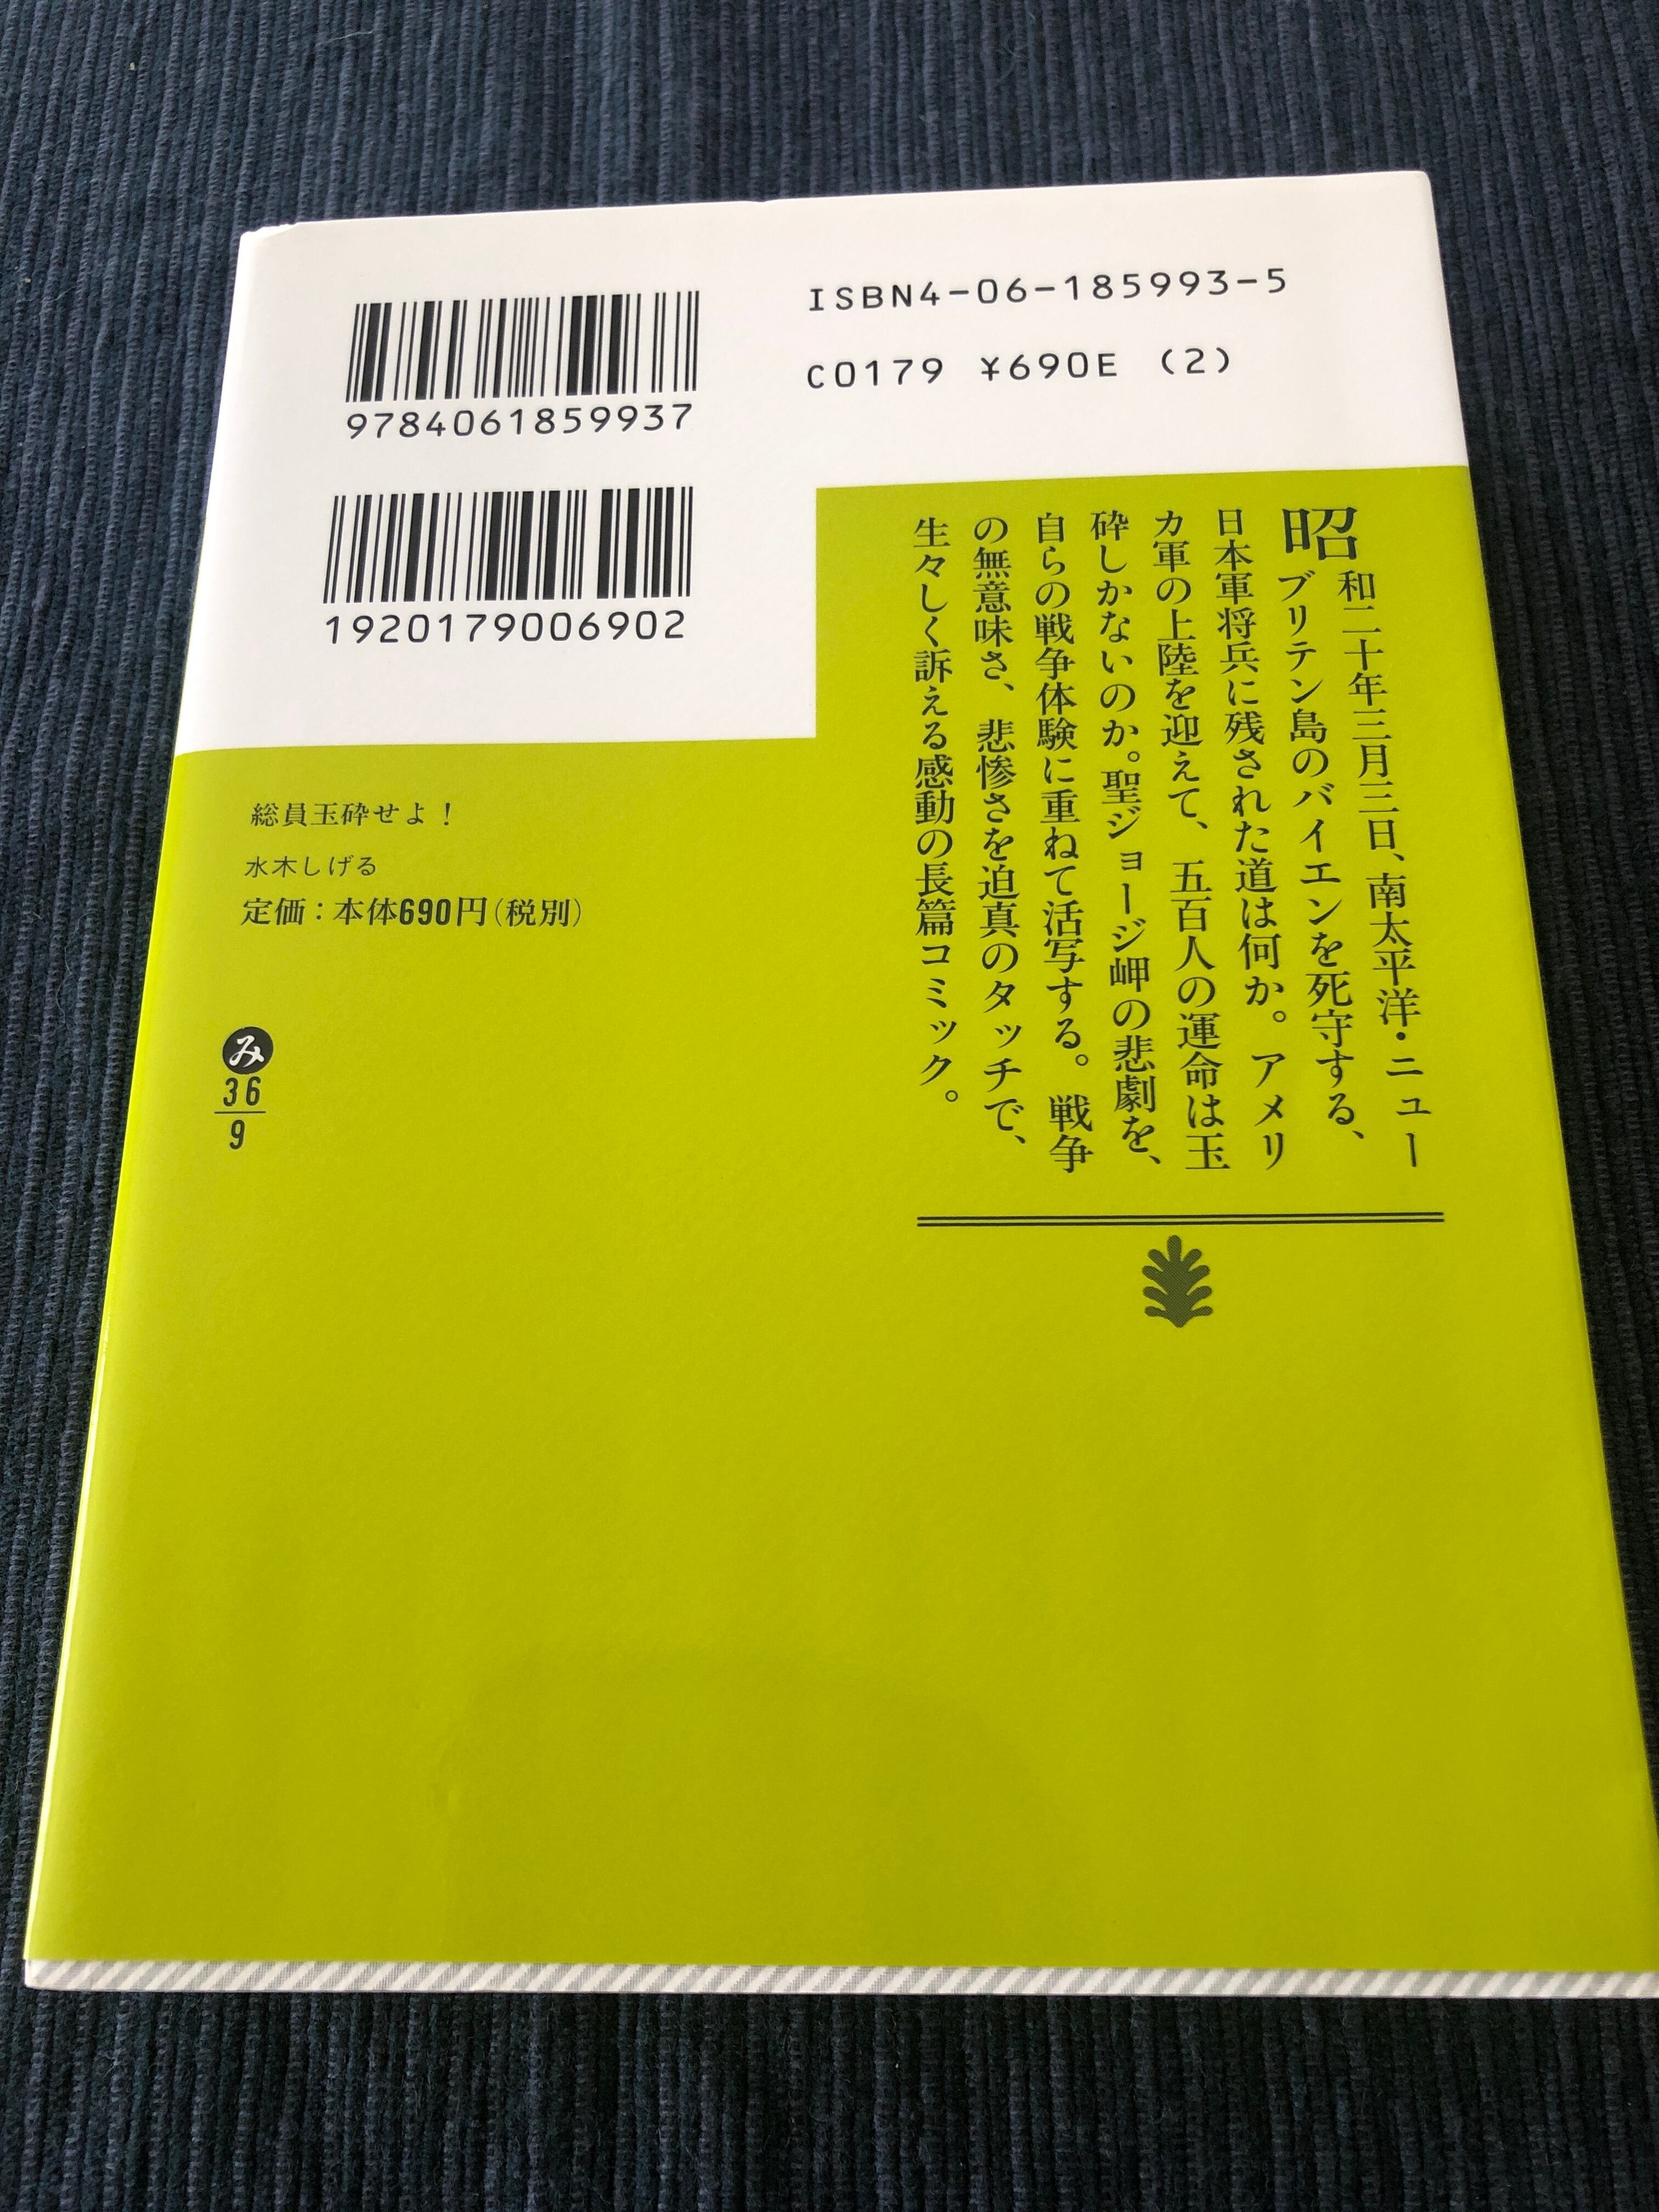 ISBN4-06-185993-5
C0179 ¥690E (2)
9784061859937
1920179006902
昭和二十年三月三日、南太平洋・ニュー
ブリテン島のバイエンを死守する、
日本軍将兵に残された道は何か。アメリ
カ軍の上陸を迎えて、五百人の運命は玉
砕しかないのか。聖ジョージ岬の悲劇を、
自らの戦争体験に重ねて活写する。戦争
の無意味さ、悲惨さを迫真のタッチで、
生々しく訴える感動の長篇コミック。
総員玉砕せよ！
水木しげる
定価：本体690円（税別）
み
36
9